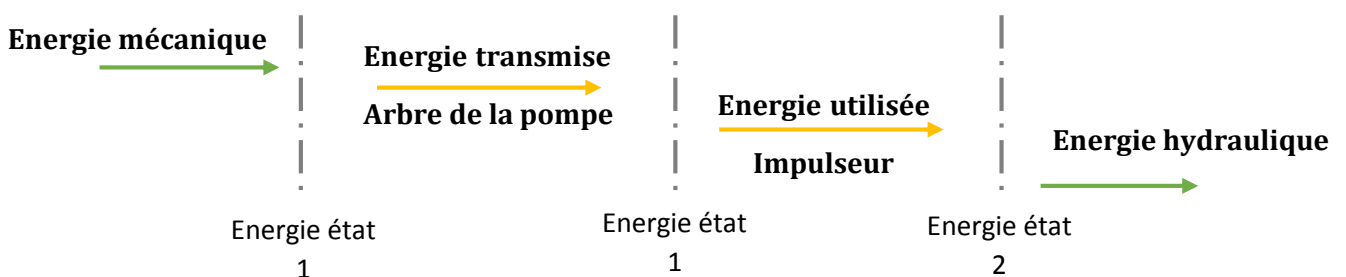 Energie mécanique
Energie transmise
Arbre de la pompe
Energie utilisée
Impulseur
Energie hydraulique
Energie état
1
Energie état
1
Energie état
2